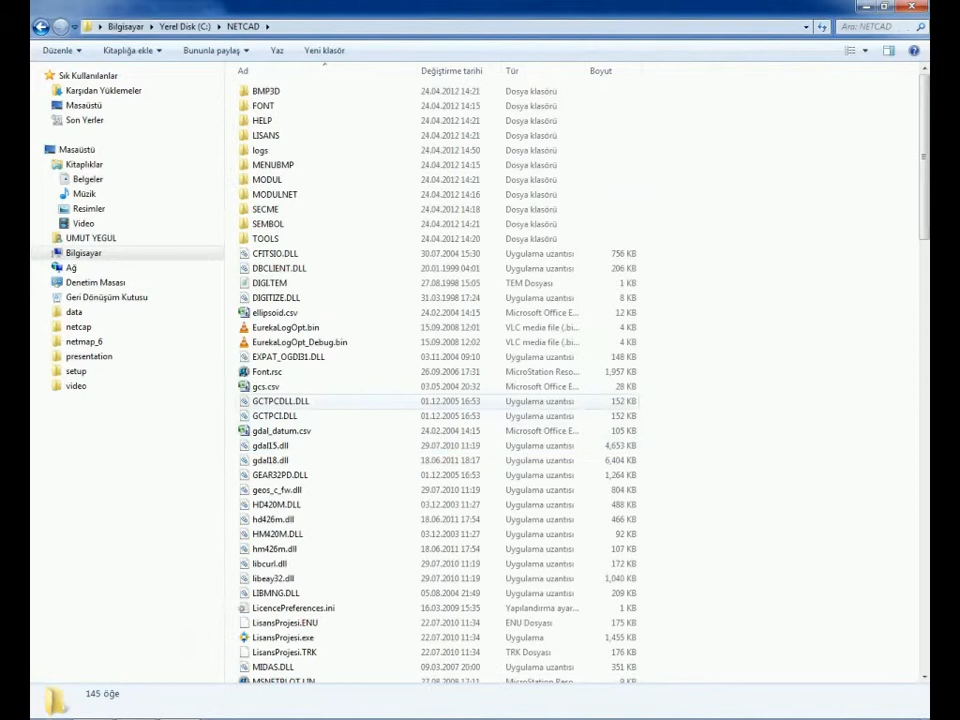 Bilgisayar ▸ Yerel Disk (C:) ▸ NETCAD ▸
Ara: NETCAD
Düzenle Kitaplığa ekle Bununla paylaş Yaz Yeni klasör
Ad Değiştirme tarihi Tür Boyut
Sık Kullanılanlar
Karşıdan Yüklemeler
Masaüstü
Son Yerler
Masaüstü
Kitaplıklar
Belgeler
Müzik
Resimler
Video
UMUT YEGUL
Bilgisayar
Ağ
Denetim Masası
Geri Dönüşüm Kutusu
data
netcap
netmap_6
presentation
setup
video
BMP3D 24.04.2012 14:21 Dosya klasörü
FONT 24.04.2012 14:15 Dosya klasörü
HELP 24.04.2012 14:21 Dosya klasörü
LISANS 24.04.2012 14:21 Dosya klasörü
logs 24.04.2012 14:50 Dosya klasörü
MENUBMP 24.04.2012 14:15 Dosya klasörü
MODUL 24.04.2012 14:21 Dosya klasörü
MODULNET 24.04.2012 14:16 Dosya klasörü
SECME 24.04.2012 14:18 Dosya klasörü
SEMBOL 24.04.2012 14:21 Dosya klasörü
TOOLS 24.04.2012 14:20 Dosya klasörü
CFITSIO.DLL 30.07.2004 15:30 Uygulama uzantısı 756 KB
DBCLIENT.DLL 20.01.1999 04:01 Uygulama uzantısı 206 KB
DIGI.TEM 27.08.1998 15:05 TEM Dosyası 1 KB
DIGITIZE.DLL 31.03.1998 17:24 Uygulama uzantısı 8 KB
ellipsoid.csv 24.02.2004 14:15 Microsoft Office E... 12 KB
EurekaLogOpt.bin 15.09.2008 12:01 VLC media file (.bi... 4 KB
EurekaLogOpt_Debug.bin 15.09.2008 12:02 VLC media file (.bi... 4 KB
EXPAT_OGDI31.DLL 03.11.2004 09:10 Uygulama uzantısı 148 KB
Font.rsc 26.09.2006 17:31 MicroStation Reso... 1,957 KB
gcs.csv 03.05.2004 20:32 Microsoft Office E... 28 KB
GCTPCDLL.DLL 01.12.2005 16:53 Uygulama uzantısı 152 KB
GCTPCI.DLL 01.12.2005 16:53 Uygulama uzantısı 152 KB
gdal_datum.csv 24.02.2004 14:15 Microsoft Office E... 105 KB
gdal15.dll 29.07.2010 11:19 Uygulama uzantısı 4,653 KB
gdal18.dll 18.06.2011 18:17 Uygulama uzantısı 6,404 KB
GEAR32PD.DLL 01.12.2005 16:53 Uygulama uzantısı 1,264 KB
geos_c_fw.dll 29.07.2010 11:19 Uygulama uzantısı 804 KB
HD420M.DLL 03.12.2003 11:27 Uygulama uzantısı 488 KB
hd426m.dll 18.06.2011 17:54 Uygulama uzantısı 466 KB
HM420M.DLL 03.12.2003 11:27 Uygulama uzantısı 92 KB
hm426m.dll 18.06.2011 17:54 Uygulama uzantısı 107 KB
libcurl.dll 29.07.2010 11:19 Uygulama uzantısı 172 KB
libeay32.dll 29.07.2010 11:19 Uygulama uzantısı 1,040 KB
LIBMNG.DLL 05.08.2004 21:49 Uygulama uzantısı 209 KB
LicencePreferences.ini 16.03.2009 15:35 Yapılandırma ayar... 1 KB
LisansProjesi.ENU 22.07.2010 11:34 ENU Dosyası 175 KB
LisansProjesi.exe 22.07.2010 11:34 Uygulama 1,455 KB
LisansProjesi.TRK 22.07.2010 11:34 TRK Dosyası 176 KB
MIDAS.DLL 09.03.2007 20:00 Uygulama uzantısı 351 KB
145 öğe